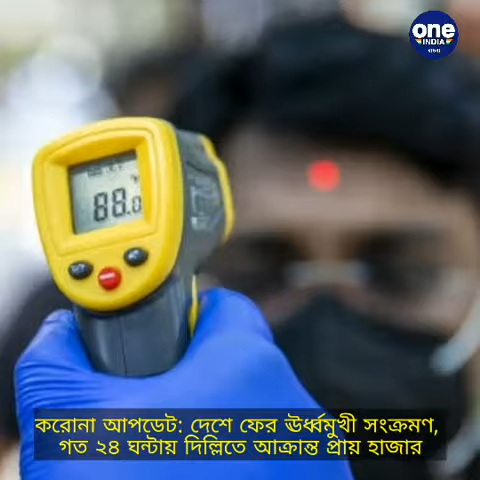 one
INDIA
বাংলা
88.0
করোনা আপডেট: দেশে ফের ঊর্ধ্বমুখী সংক্রমণ,
গত ২৪ ঘন্টায় দিল্লিতে আক্রান্ত প্রায় হাজার